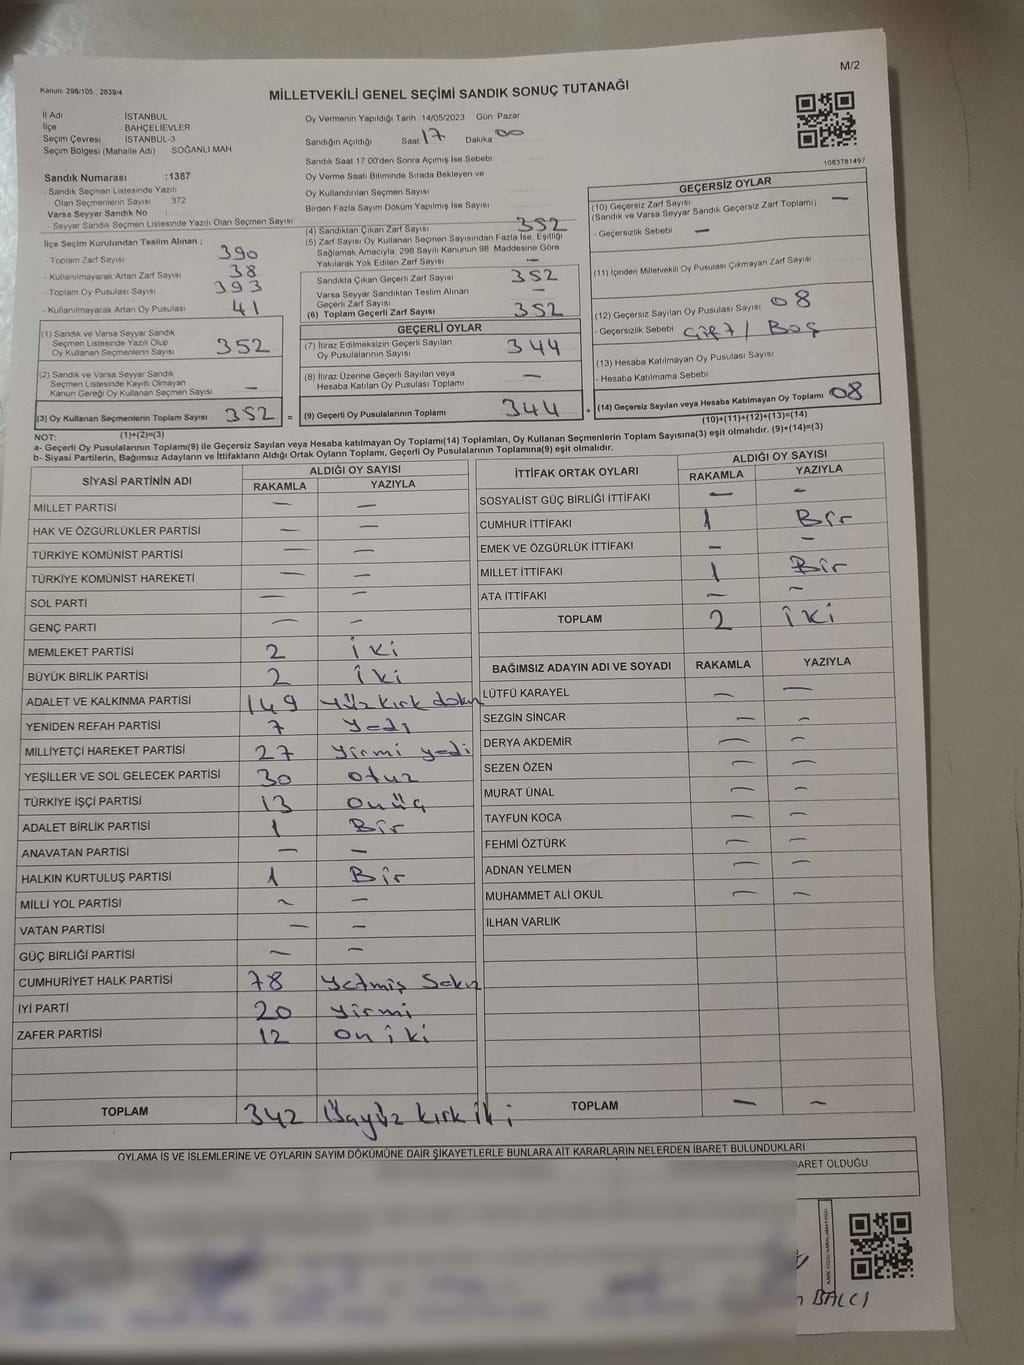 M/2
Kanun: 298/105 , 2839/4
MİLLETVEKİLİ GENEL SEÇİMİ SANDIK SONUÇ TUTANAĞI
İl Adı İSTANBUL
İlçe BAHÇELİEVLER
Seçim Çevresi İSTANBUL-3
Seçim Bölgesi (Mahalle Adı) SOĞANLI MAH.
Sandık Numarası :1387
- Sandık Seçmen Listesinde Yazılı
Olan Seçmenlerin Sayısı 372
Varsa Seyyar Sandık No :
- Seyyar Sandık Seçmen Listesinde Yazılı Olan Seçmen Sayısı:
Oy Vermenin Yapıldığı Tarih :14/05/2023 Gün: Pazar
Sandığın Açıldığı Saat 17 Dakika 00
Sandık Saat 17.00'den Sonra Açılmış İse Sebebi
Oy Verme Saati Bitiminde Sırada Bekleyen ve
Oy Kullandırılan Seçmen Sayısı
Birden Fazla Sayım Döküm Yapılmış İse Sayısı
1083781497
İlçe Seçim Kurulundan Teslim Alınan ;
- Toplam Zarf Sayısı 390
- Kullanılmayarak Artan Zarf Sayısı 38
- Toplam Oy Pusulası Sayısı 393
- Kullanılmayarak Artan Oy Pusulası 41
(1) Sandık ve Varsa Seyyar Sandık
Seçmen Listesinde Yazılı Olup
Oy Kullanan Seçmenlerin Sayısı 352
(2) Sandık ve Varsa Seyyar Sandık
Seçmen Listesinde Kayıtlı Olmayan
Kanun Gereği Oy Kullanan Seçmen Sayısı —
(3) Oy Kullanan Seçmenlerin Toplam Sayısı 352 =
(1)+(2)=(3)
(4) Sandıktan Çıkan Zarf Sayısı 352
(5) Zarf Sayısı Oy Kullanan Seçmen Sayısından Fazla İse, Eşitliği
Sağlamak Amacıyla, 298 Sayılı Kanunun 98. Maddesine Göre
Yakılarak Yok Edilen Zarf Sayısı —
Sandıkta Çıkan Geçerli Zarf Sayısı 352
Varsa Seyyar Sandıktan Teslim Alınan
Geçerli Zarf Sayısı —
(6) Toplam Geçerli Zarf Sayısı 352
GEÇERLİ OYLAR
(7) İtiraz Edilmeksizin Geçerli Sayılan
Oy Pusulalarının Sayısı 344
(8) İtiraz Üzerine Geçerli Sayılan veya
Hesaba Katılan Oy Pusulası Toplamı —
(9) Geçerli Oy Pusulalarının Toplamı 344 +
GEÇERSİZ OYLAR
(10) Geçersiz Zarf Sayısı
(Sandık ve Varsa Seyyar Sandık Geçersiz Zarf Toplamı) —
- Geçersizlik Sebebi —
(11) İçinden Milletvekili Oy Pusulası Çıkmayan Zarf Sayısı
(12) Geçersiz Sayılan Oy Pusulası Sayısı 08
- Geçersizlik Sebebi Çift / Boş
(13) Hesaba Katılmayan Oy Pusulası Sayısı
- Hesaba Katılmama Sebebi
(14) Geçersiz Sayılan veya Hesaba Katılmayan Oy Toplamı 08
(10)+(11)+(12)+(13)=(14)
NOT:
a- Geçerli Oy Pusulalarının Toplamı(9) ile Geçersiz Sayılan veya Hesaba katılmayan Oy Toplamı(14) Toplamları, Oy Kullanan Seçmenlerin Toplam Sayısına(3) eşit olmalıdır. (9)+(14)=(3)
b- Siyasi Partilerin, Bağımsız Adayların ve İttifakların Aldığı Ortak Oyların Toplamı, Geçerli Oy Pusulalarının Toplamına(9) eşit olmalıdır.
SİYASİ PARTİNİN ADI ALDIĞI OY SAYISI
RAKAMLA YAZIYLA
MİLLET PARTİSİ — —
HAK VE ÖZGÜRLÜKLER PARTİSİ — —
TÜRKİYE KOMÜNİST PARTİSİ — —
TÜRKİYE KOMÜNİST HAREKETİ — —
SOL PARTİ — —
GENÇ PARTİ — —
MEMLEKET PARTİSİ 2 iki
BÜYÜK BİRLİK PARTİSİ 2 iki
ADALET VE KALKINMA PARTİSİ 149 yüz kırk dokuz
YENİDEN REFAH PARTİSİ 7 yedi
MİLLİYETÇİ HAREKET PARTİSİ 27 yirmi yedi
YEŞİLLER VE SOL GELECEK PARTİSİ 30 otuz
TÜRKİYE İŞÇİ PARTİSİ 13 onüç
ADALET BİRLİK PARTİSİ 1 Bir
ANAVATAN PARTİSİ — —
HALKIN KURTULUŞ PARTİSİ 1 Bir
MİLLİ YOL PARTİSİ — —
VATAN PARTİSİ — —
GÜÇ BİRLİĞİ PARTİSİ — —
CUMHURİYET HALK PARTİSİ 78 yetmiş Sekiz
İYİ PARTİ 20 yirmi
ZAFER PARTİSİ 12 on iki
TOPLAM 342 Üçyüz kırk iki
İTTİFAK ORTAK OYLARI ALDIĞI OY SAYISI
RAKAMLA YAZIYLA
SOSYALİST GÜÇ BİRLİĞİ İTTİFAKI — —
CUMHUR İTTİFAKI 1 Bir
EMEK VE ÖZGÜRLÜK İTTİFAKI — —
MİLLET İTTİFAKI 1 Bir
ATA İTTİFAKI — —
TOPLAM 2 iki
BAĞIMSIZ ADAYIN ADI VE SOYADI RAKAMLA YAZIYLA
LÜTFÜ KARAYEL — —
SEZGİN SİNCAR — —
DERYA AKDEMİR — —
SEZEN ÖZEN — —
MURAT ÜNAL — —
TAYFUN KOCA — —
FEHMİ ÖZTÜRK — —
ADNAN YELMEN — —
MUHAMMET ALİ OKUL — —
İLHAN VARLIK
TOPLAM — —
OYLAMA İŞ VE İŞLEMLERİNE VE OYLARIN SAYIM DÖKÜMÜNE DAİR ŞİKAYETLERLE BUNLARA AİT KARARLARIN NELERDEN İBARET BULUNDUKLARI
BARET OLDUĞU
BALCI